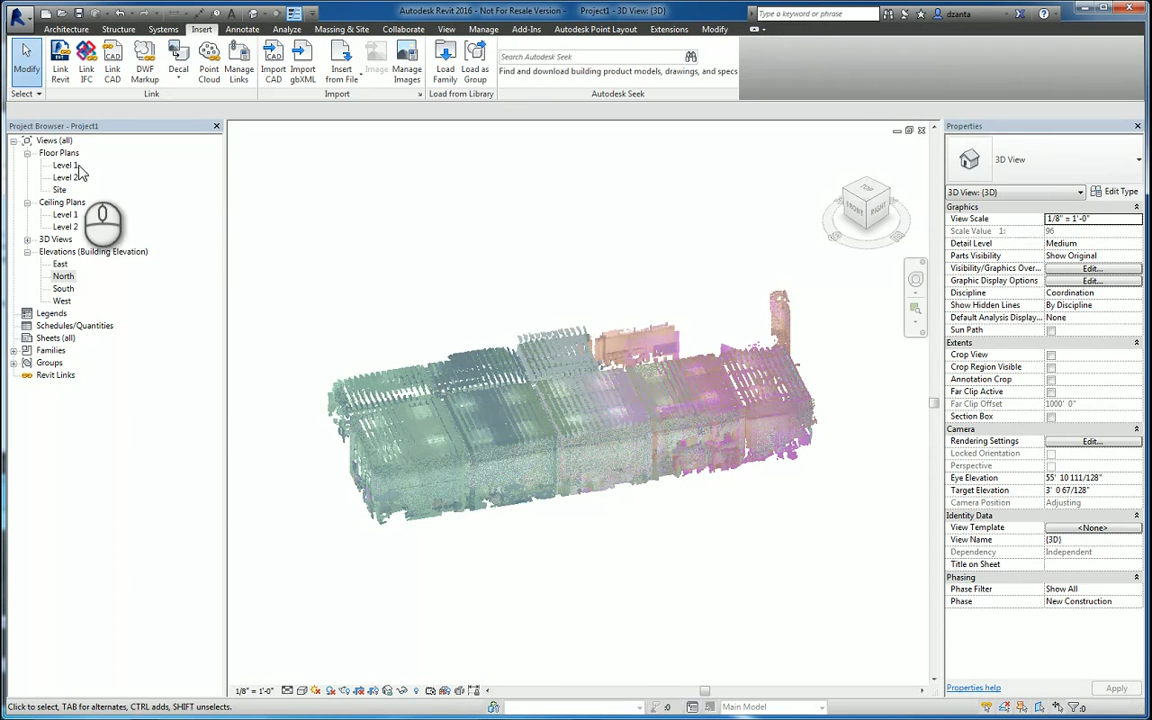 Autodesk Revit 2016 - Not For Resale Version - Project1 - 3D View: {3D}
Type a keyword or phrase
dzanta
Architecture Structure Systems Insert Annotate Analyze Massing & Site Collaborate View Manage Add-Ins Autodesk Point Layout Extensions Modify
Modify
Link Revit
Link IFC
Link CAD
DWF Markup
Decal
Point Cloud
Manage Links
Import CAD
Import gbXML
Insert from File
Image
Manage Images
Load Family
Load as Group
Search Autodesk Seek
Find and download building product models, drawings, and specs
Select
Link
Import
Load from Library
Autodesk Seek
Project Browser - Project1
Views (all)
Floor Plans
Level 1
Level 2
Site
Ceiling Plans
Level 1
Level 2
3D Views
Elevations (Building Elevation)
East
North
South
West
Legends
Schedules/Quantities
Sheets (all)
Families
Groups
Revit Links
TOP
FRONT
RIGHT
Properties
3D View
3D View: {3D}
Edit Type
Graphics
View Scale 1/8" = 1'-0"
Scale Value 1: 96
Detail Level Medium
Parts Visibility Show Original
Visibility/Graphics Over... Edit...
Graphic Display Options Edit...
Discipline Coordination
Show Hidden Lines By Discipline
Default Analysis Display... None
Sun Path
Extents
Crop View
Crop Region Visible
Annotation Crop
Far Clip Active
Far Clip Offset 1000' 0"
Section Box
Camera
Rendering Settings Edit...
Locked Orientation
Perspective
Eye Elevation 55' 10 111/128"
Target Elevation 3' 0 67/128"
Camera Position Adjusting
Identity Data
View Template <None>
View Name {3D}
Dependency Independent
Title on Sheet
Phasing
Phase Filter Show All
Phase New Construction
Properties help
Apply
1/8" = 1'-0"
Click to select, TAB for alternates, CTRL adds, SHIFT unselects.
:0
Main Model
:0